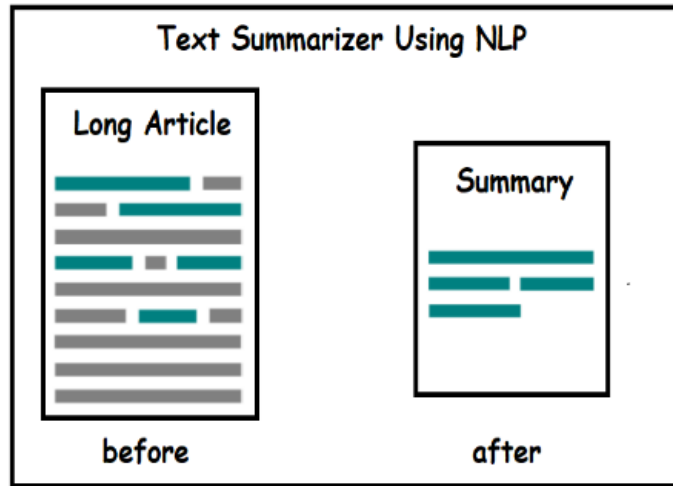 Text Summarizer Using NLP
Long Article
Summary
before
after